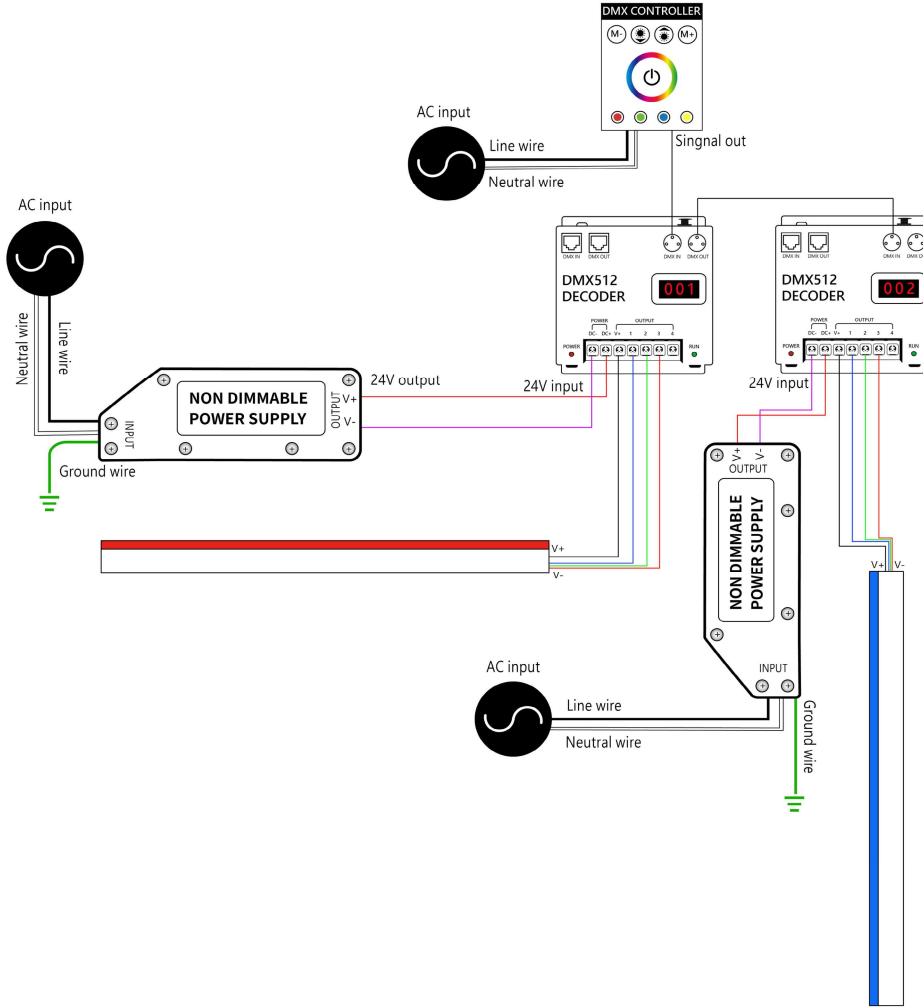 DMX CONTROLLER
M- M+
AC input
Line wire
Neutral wire
Singnal out
AC input
Neutral wire
Line wire
DMX IN DMX OUT DMX IN DMX OUT
DMX512
DECODER
001
POWER OUTPUT
DC- DC+ V+ 1 2 3 4
POWER RUN
24V input
DMX IN DMX OUT DMX IN
DMX512
DECODER
002
POWER OUTPUT
DC- DC+ V+ 1 2 3 4
POWER RUN
24V input
INPUT
NON DIMMABLE
POWER SUPPLY
OUTPUT
V+
V-
24V output
Ground wire
V+
V-
V+ V-
OUTPUT
NON DIMMABLE
POWER SUPPLY
INPUT
V+ V-
AC input
Line wire
Neutral wire
Ground wire